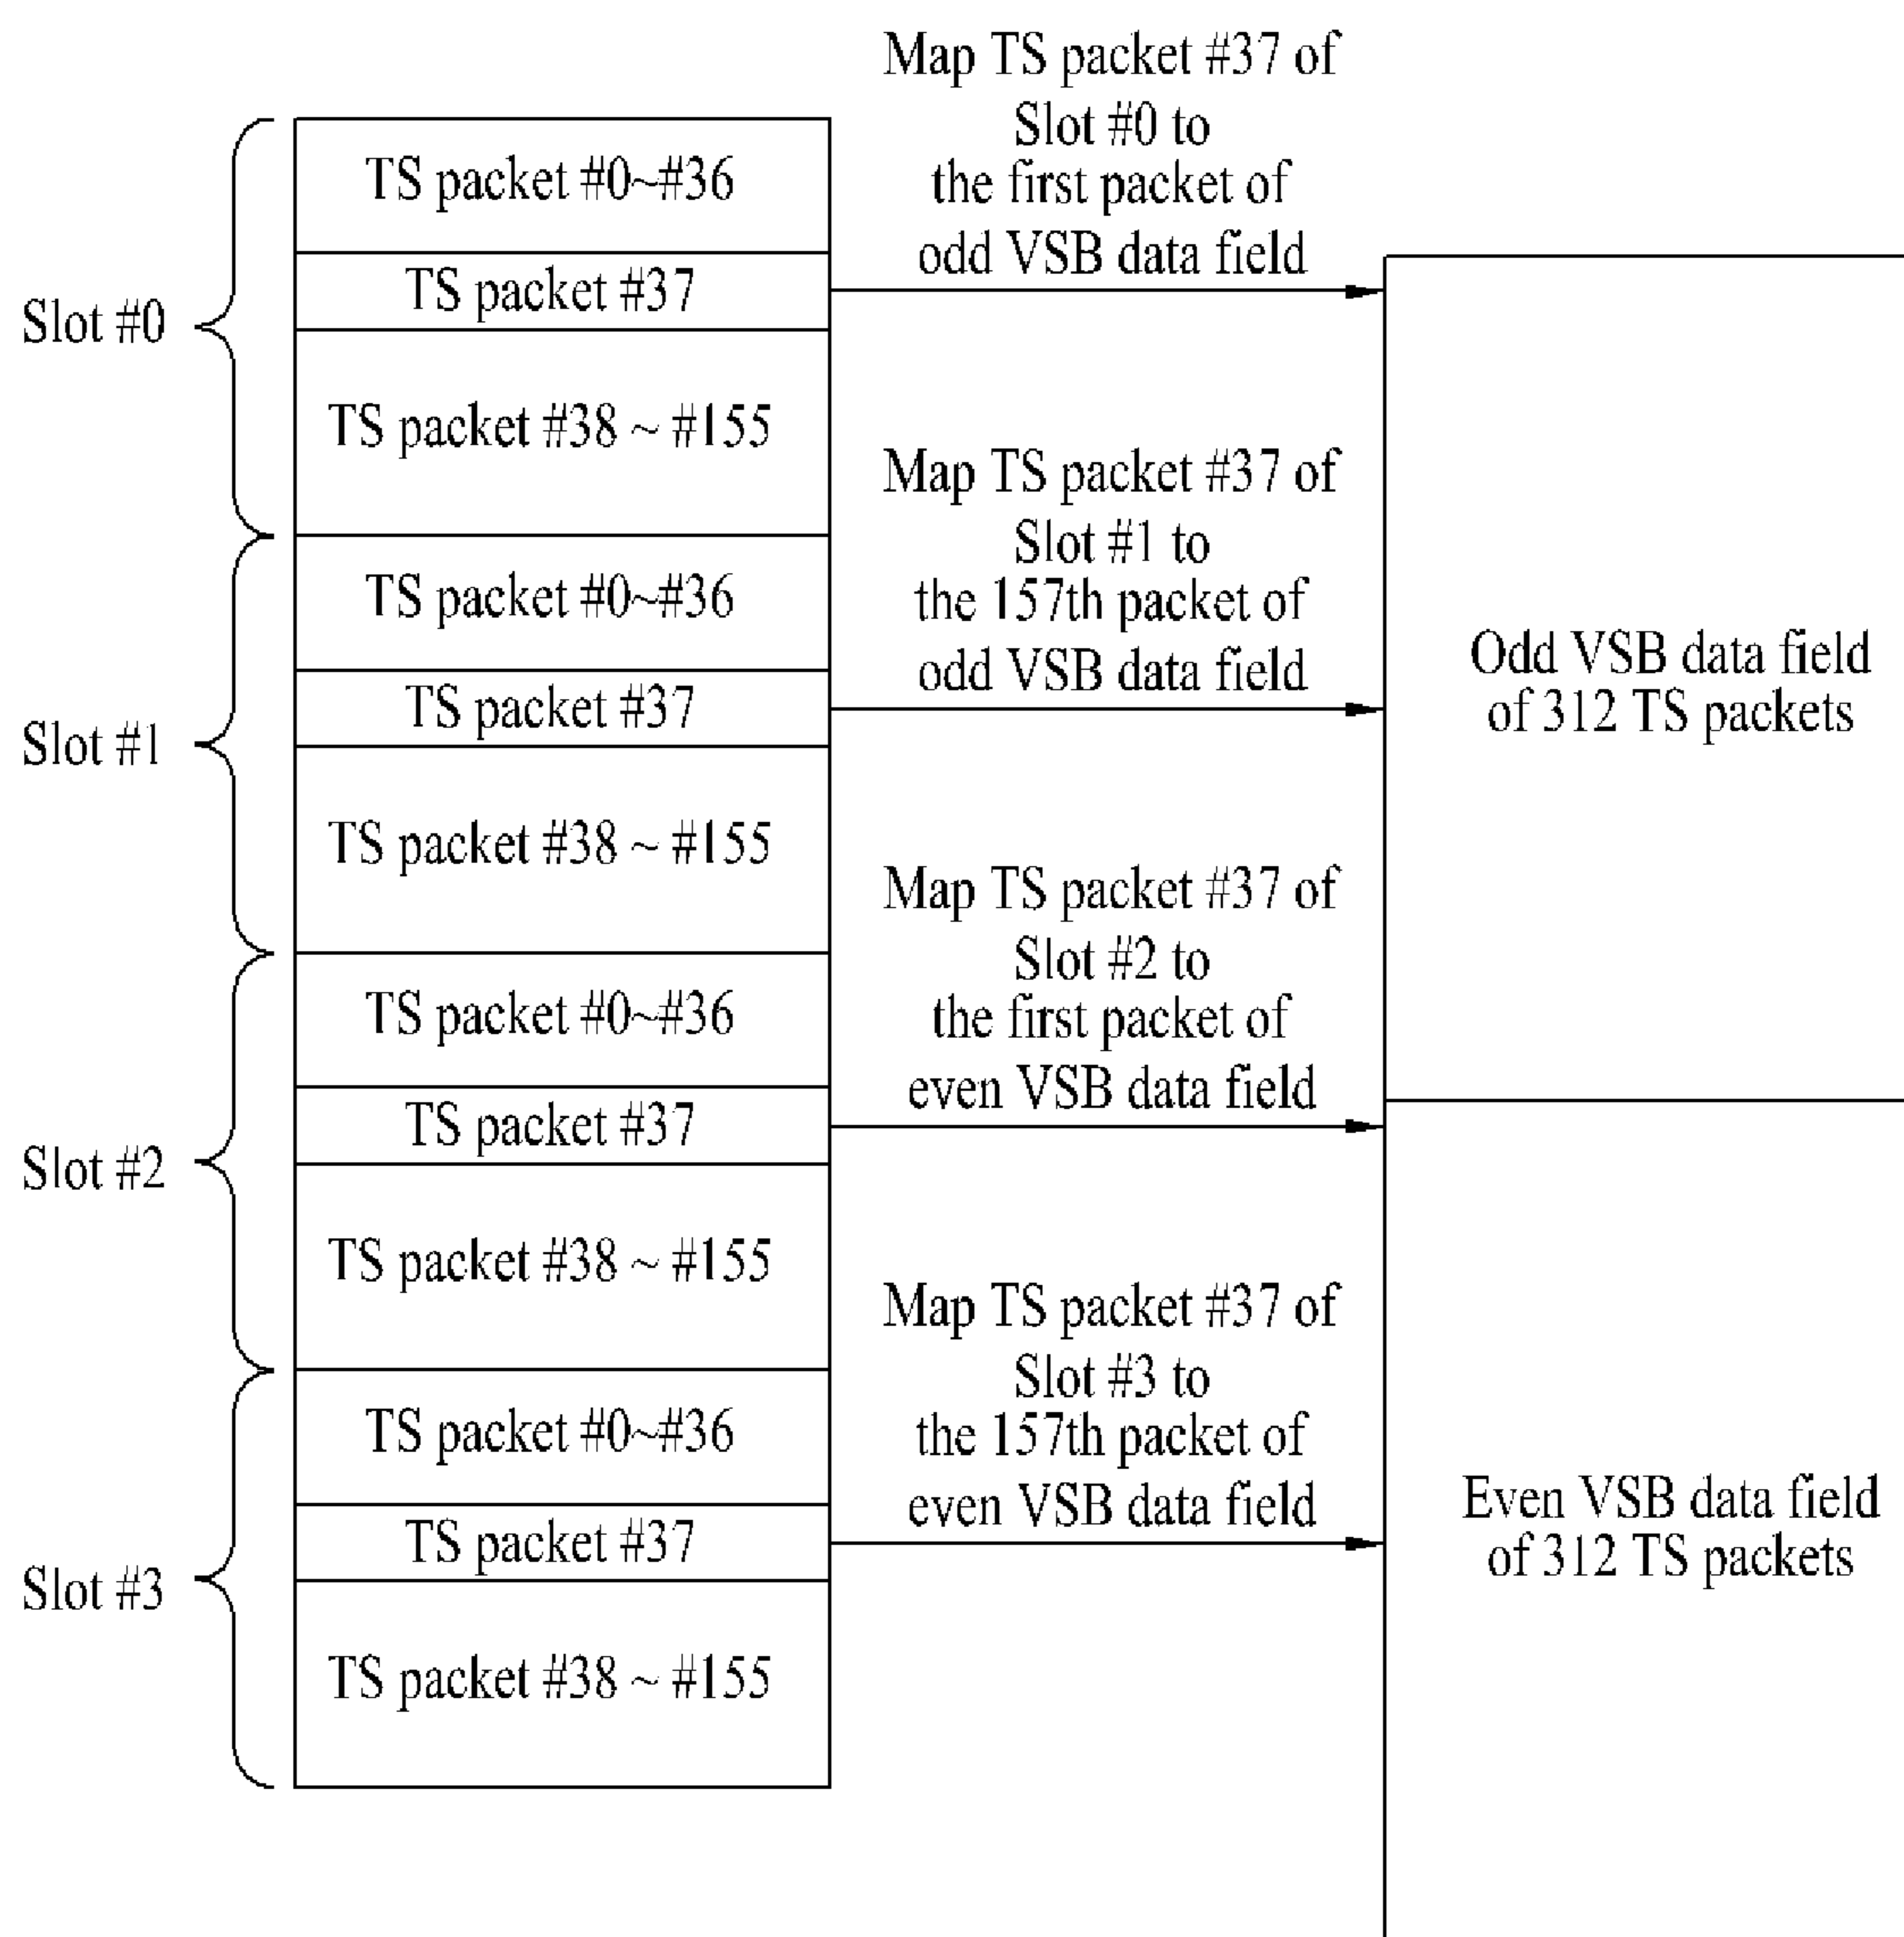 Slot #0
TS packet #0~#36
TS packet #37
TS packet #38 ~ #155
Map TS packet #37 of
Slot #0 to
the first packet of
odd VSB data field
Slot #1
TS packet #0~#36
TS packet #37
TS packet #38 ~ #155
Map TS packet #37 of
Slot #1 to
the 157th packet of
odd VSB data field
Odd VSB data field
of 312 TS packets
Slot #2
TS packet #0~#36
TS packet #37
TS packet #38 ~ #155
Map TS packet #37 of
Slot #2 to
the first packet of
even VSB data field
Slot #3
TS packet #0~#36
TS packet #37
TS packet #38 ~ #155
Map TS packet #37 of
Slot #3 to
the 157th packet of
even VSB data field
Even VSB data field
of 312 TS packets